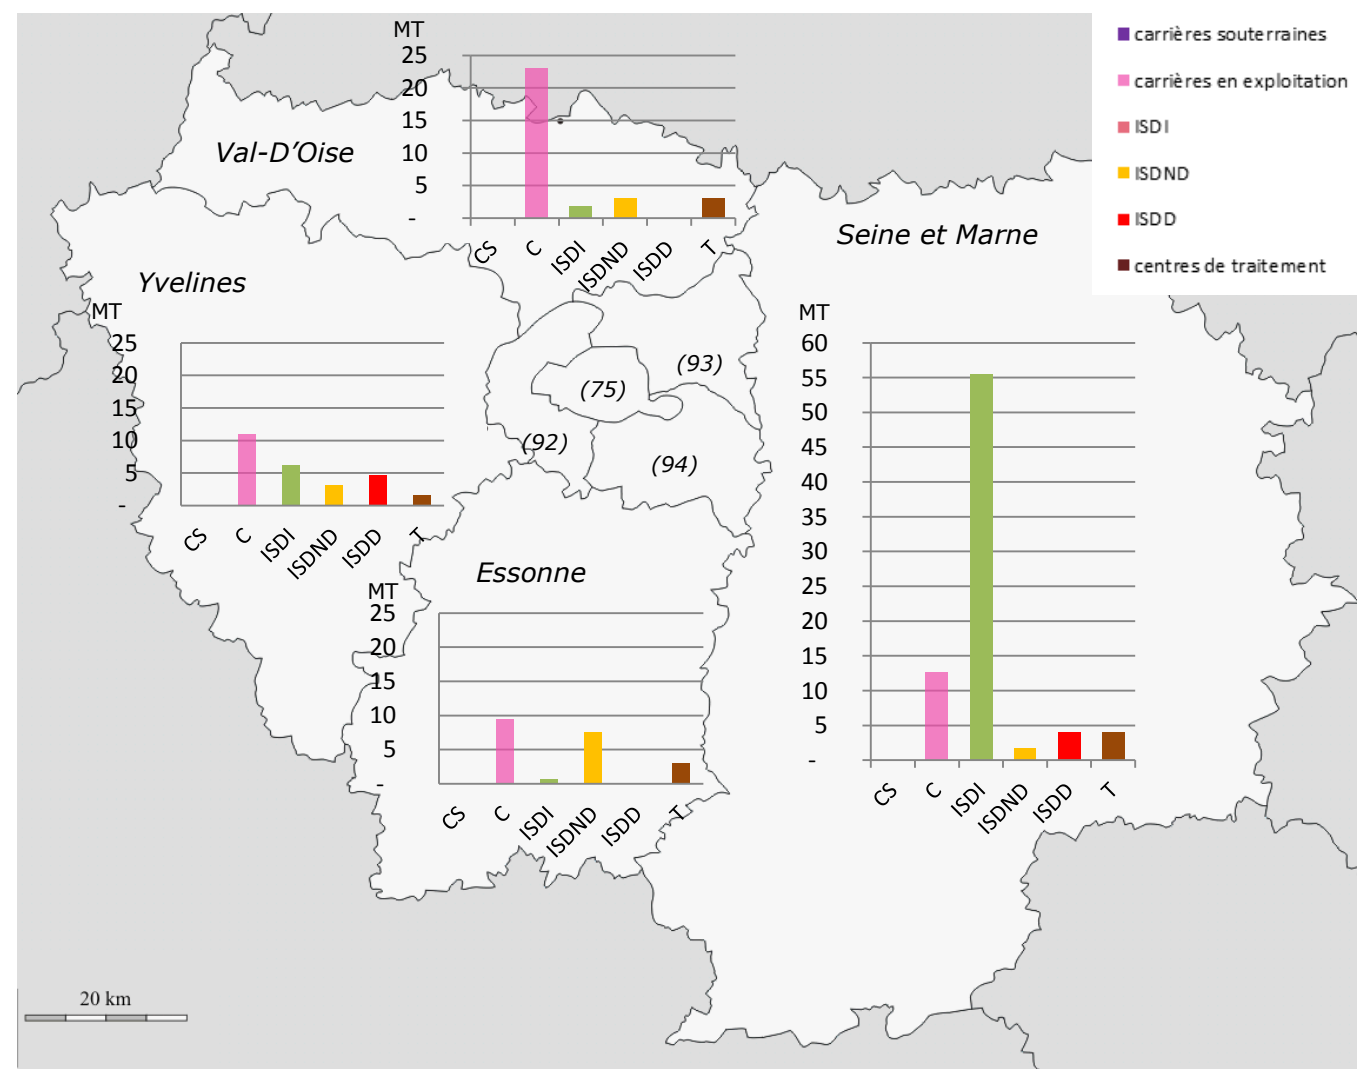 carrières souterraines
carrières en exploitation
ISDI
ISDND
ISDD
centres de traitement
Val-D’Oise
MT
25
20
15
10
5
-
CS
C
ISDI
ISDND
ISDD
T
Yvelines
MT
25
20
15
10
5
-
CS
C
ISDI
ISDND
ISDD
T
(93)
(75)
(92)
(94)
Essonne
MT
25
20
15
10
5
-
CS
C
ISDI
ISDND
ISDD
T
Seine et Marne
MT
60
55
50
45
40
35
30
25
20
15
10
5
-
CS
C
ISDI
ISDND
ISDD
T
20 km